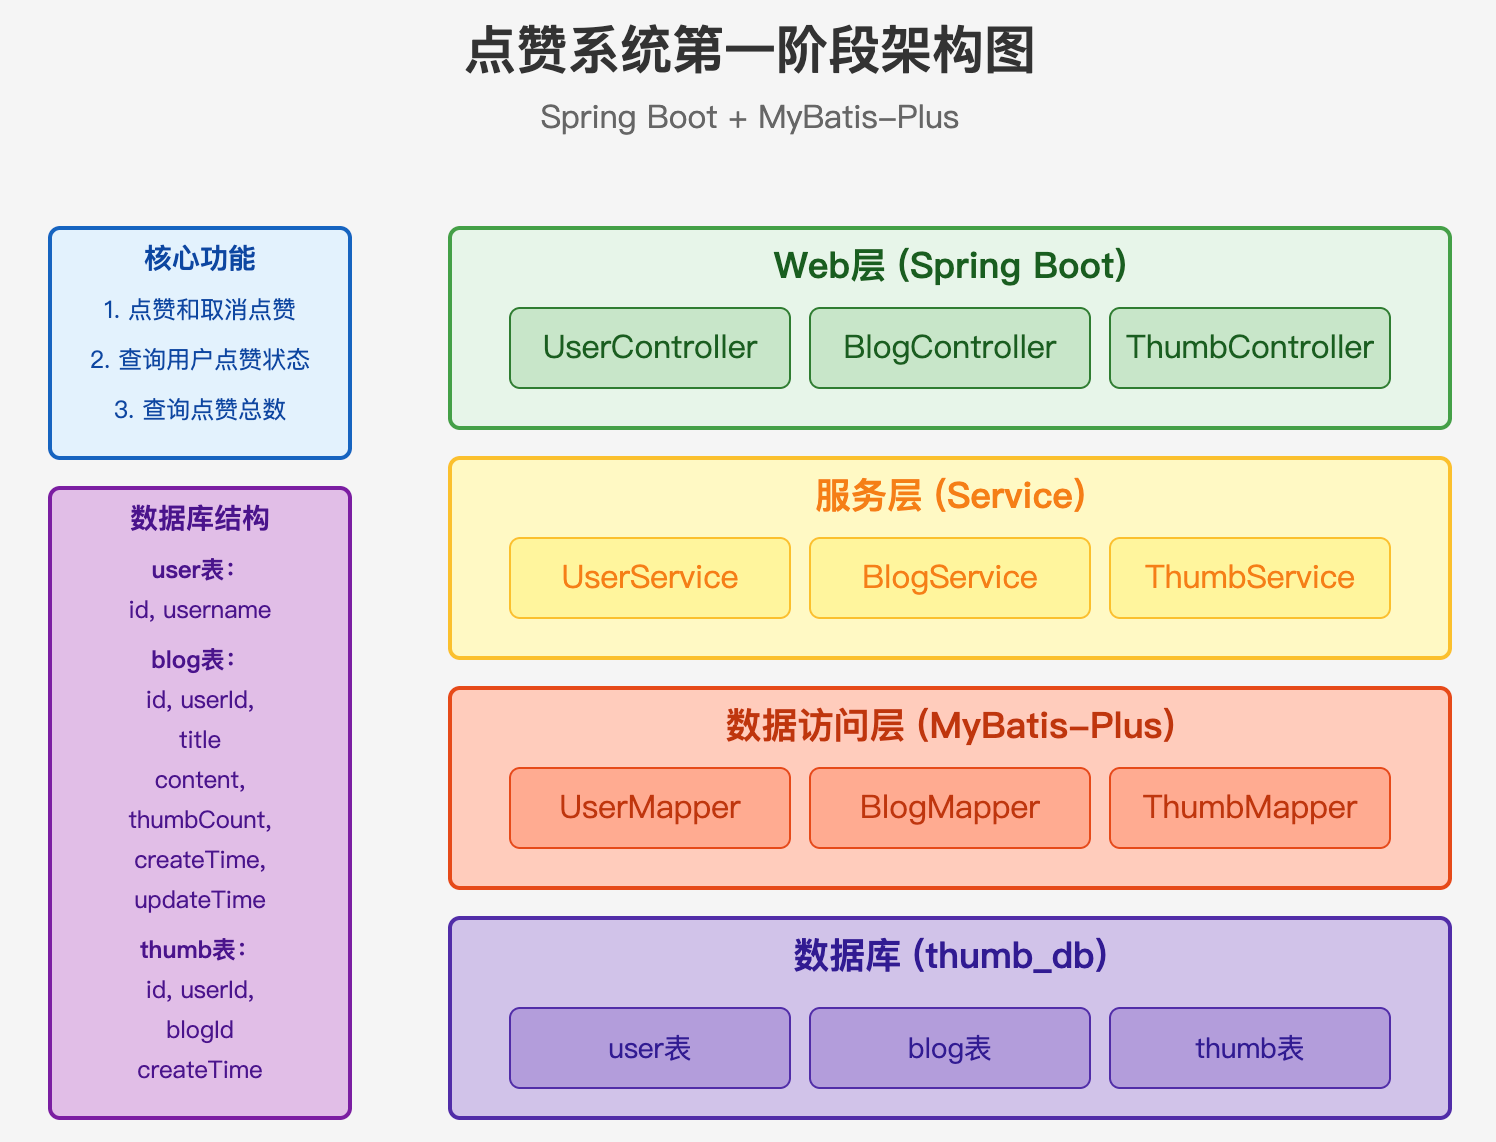 点赞系统第一阶段架构图
Spring Boot + MyBatis-Plus
核心功能
1. 点赞和取消点赞
2. 查询用户点赞状态
3. 查询点赞总数
数据库结构
user表：
id, username
blog表：
id, userId,
title
content,
thumbCount,
createTime,
updateTime
thumb表：
id, userId,
blogId
createTime
Web层 (Spring Boot)
UserController
BlogController
ThumbController
服务层 (Service)
UserService
BlogService
ThumbService
数据访问层 (MyBatis-Plus)
UserMapper
BlogMapper
ThumbMapper
数据库 (thumb_db)
user表
blog表
thumb表